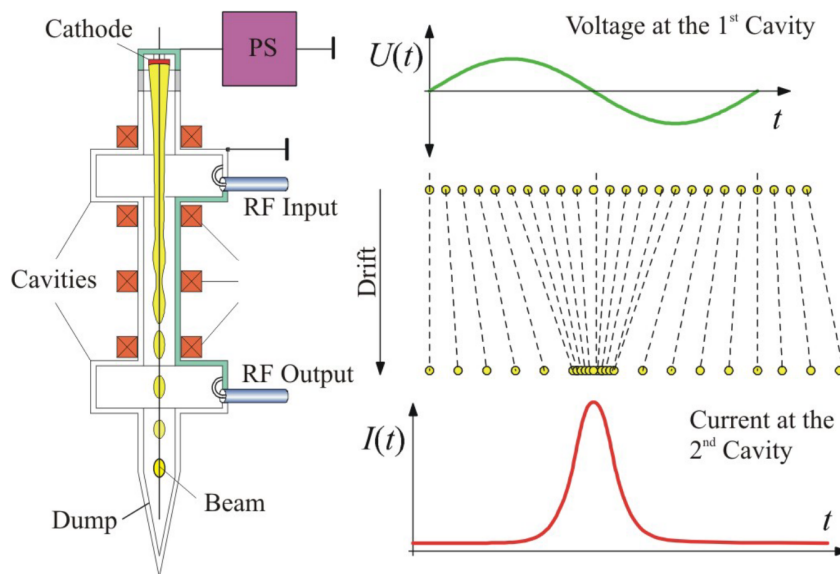 Cathode
PS
RF Input
Cavities
RF Output
Beam
Dump
Voltage at the 1st Cavity
U(t)
t
Drift
I(t)
Current at the
2nd Cavity
t